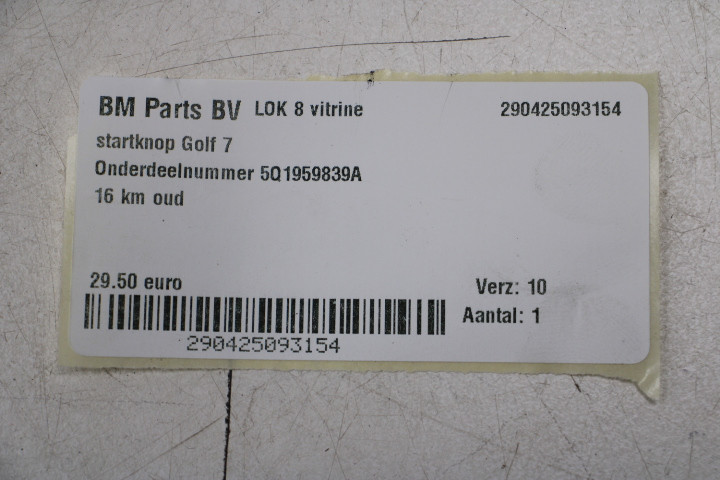 BM Parts BV LOK 8 vitrine 290425093154
startknop Golf 7
Onderdeelnummer 5Q1959839A
16 km oud
29.50 euro Verz: 10
Aantal: 1
290425093154